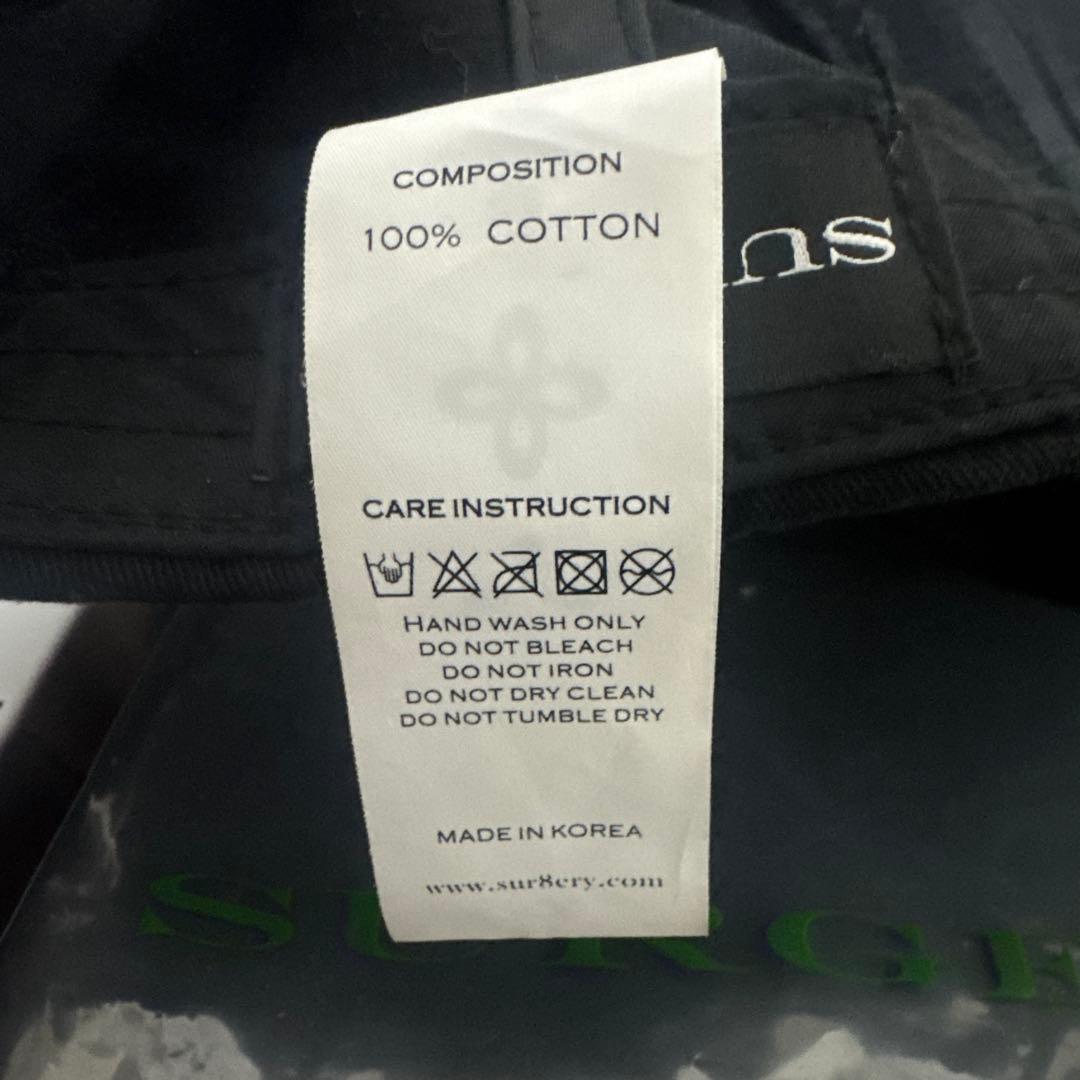 COMPOSITION
100% COTTON
CARE INSTRUCTION
HAND WASH ONLY
DO NOT BLEACH
DO NOT IRON
DO NOT DRY CLEAN
DO NOT TUMBLE DRY
MADE IN KOREA
www.sur8ery.com
SURGE